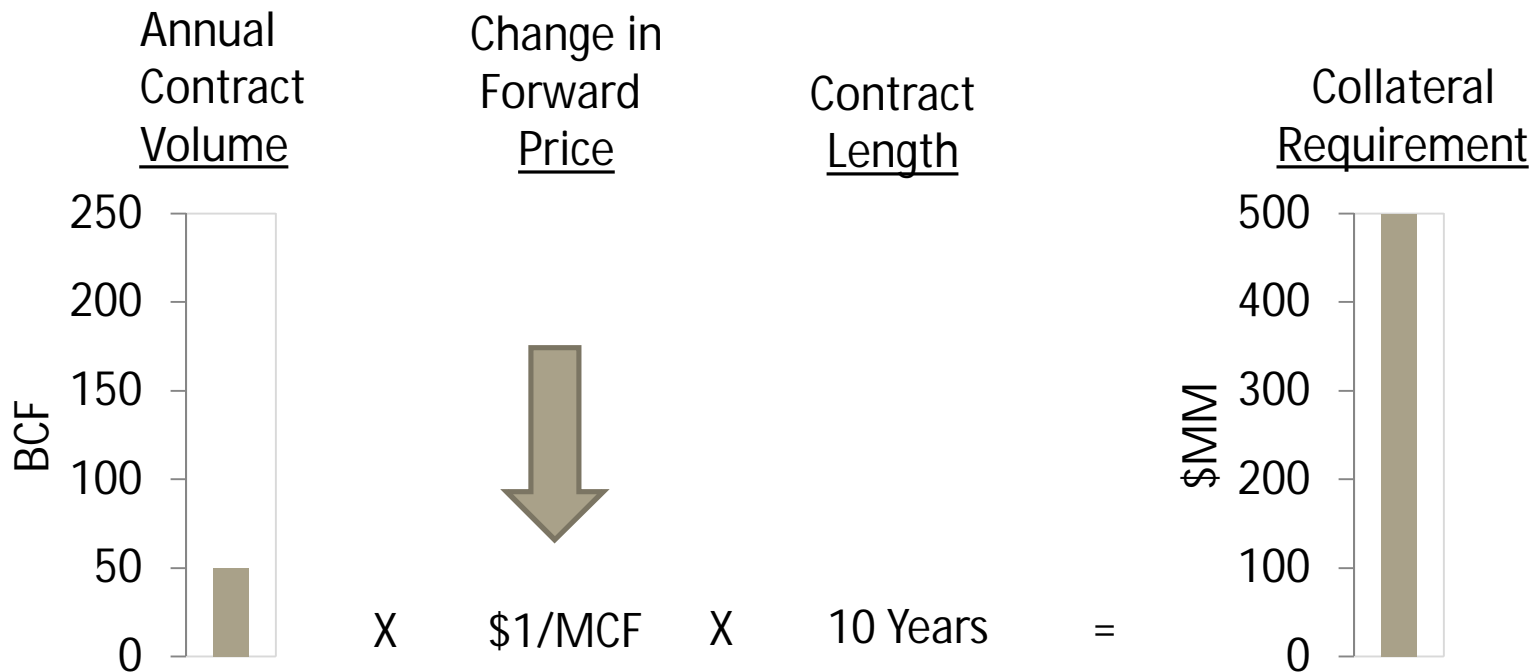 Annual
Contract
Volume
Change in
Forward
Price
Contract
Length
Collateral
Requirement
250
200
150
100
50
0
BCF
X $1/MCF X 10 Years =
500
400
300
200
100
0
$MM